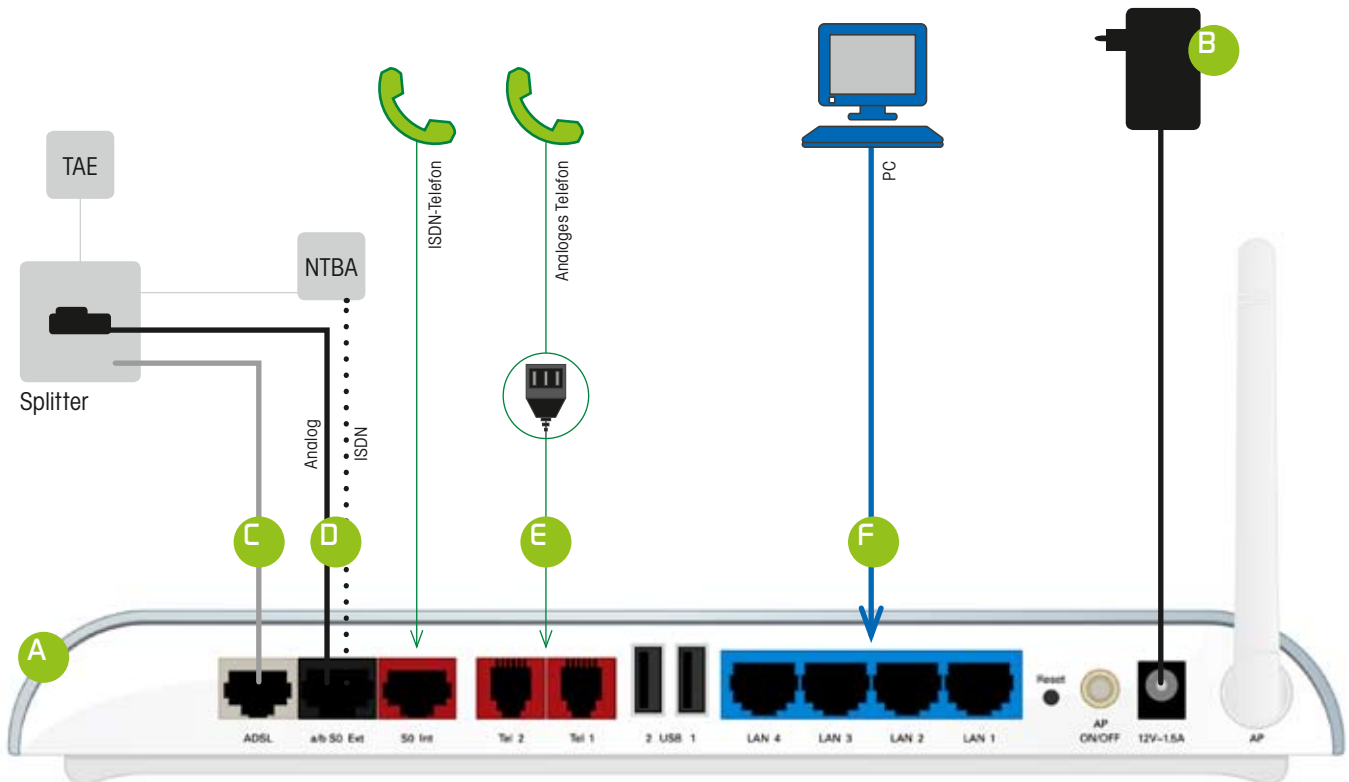 B
TAE
ISDN-Telefon
Analoges Telefon
PC
NTBA
Splitter
Analog
ISDN
C
D
E
F
A
ADSL
a/b S0 Ext
S0 Int
Tel 2
Tel 1
2 USB 1
LAN 4
LAN 3
LAN 2
LAN 1
Reset
AP
ON/OFF
12V-1.5A
AP